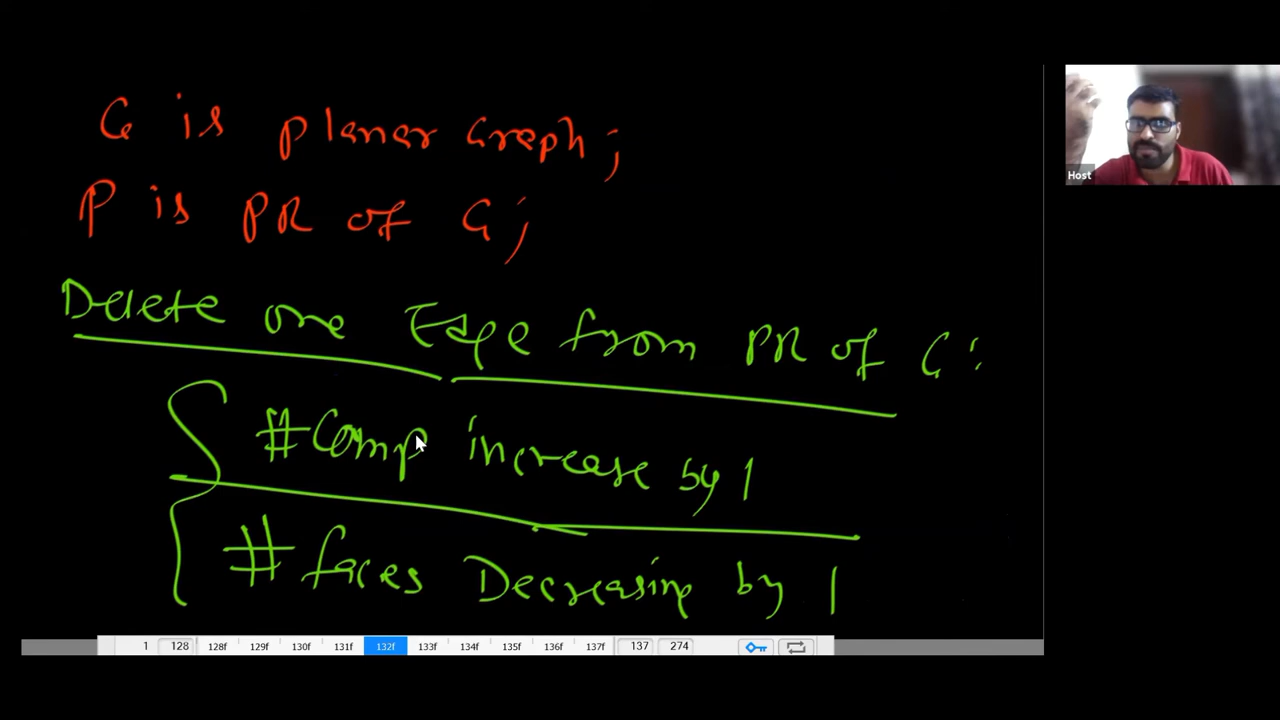 G is planar Graph;
P is PR of G;
Delete one Edge from PR of G:
#Comp increase by 1
#faces Decreasing by 1
Host
1 128 128f 129f 130f 131f 132f 133f 134f 135f 136f 137f 137 274